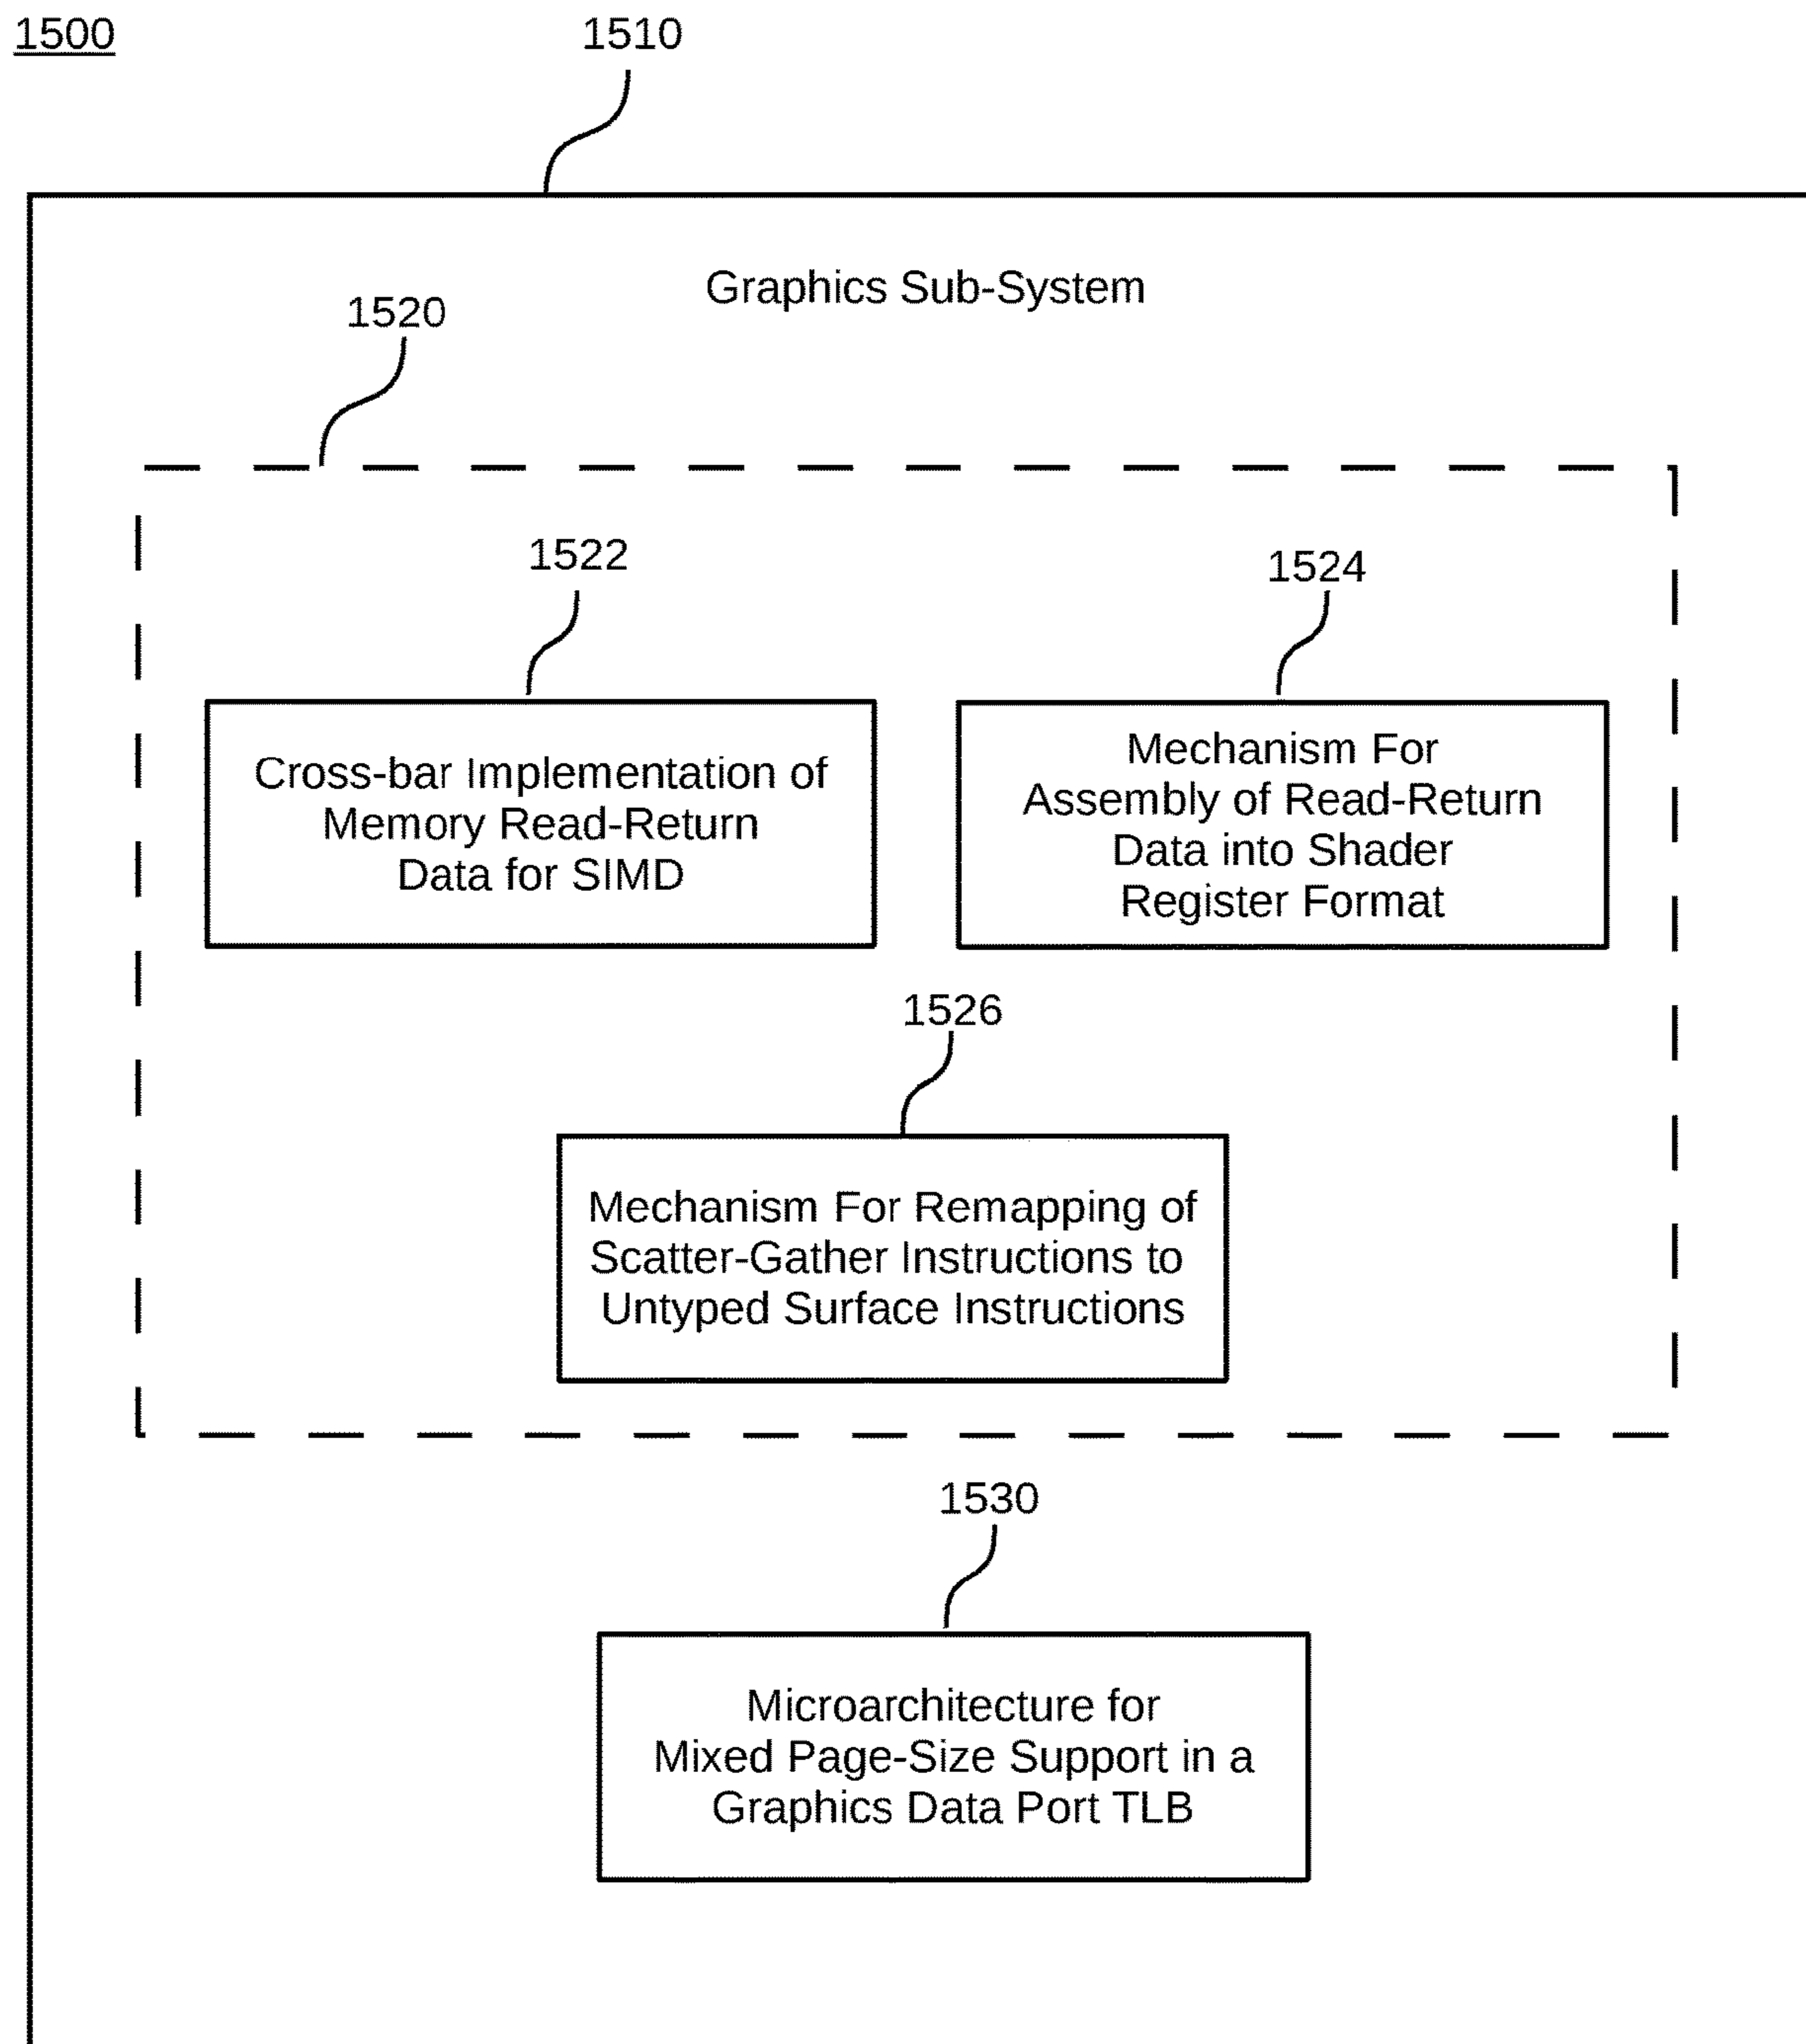 1500
1510
Graphics Sub-System
1520
1522
1524
Cross-bar Implementation of
Memory Read-Return
Data for SIMD
Mechanism For
Assembly of Read-Return
Data into Shader
Register Format
1526
Mechanism For Remapping of
Scatter-Gather Instructions to
Untyped Surface Instructions
1530
Microarchitecture for
Mixed Page-Size Support in a
Graphics Data Port TLB